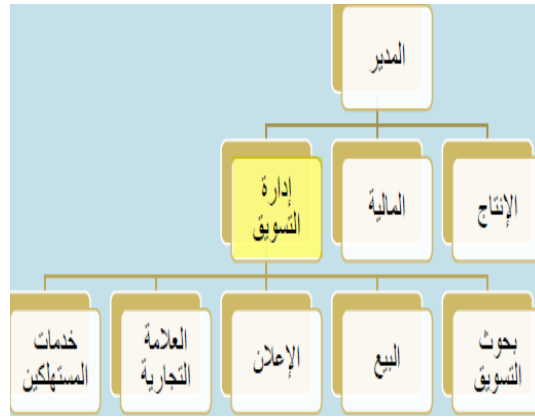 المدير
الإنتاج
المالية
إدارة
التسويق
بحوث
التسويق
البيع
الإعلان
العلامة
التجارية
خدمات
المستهلكين